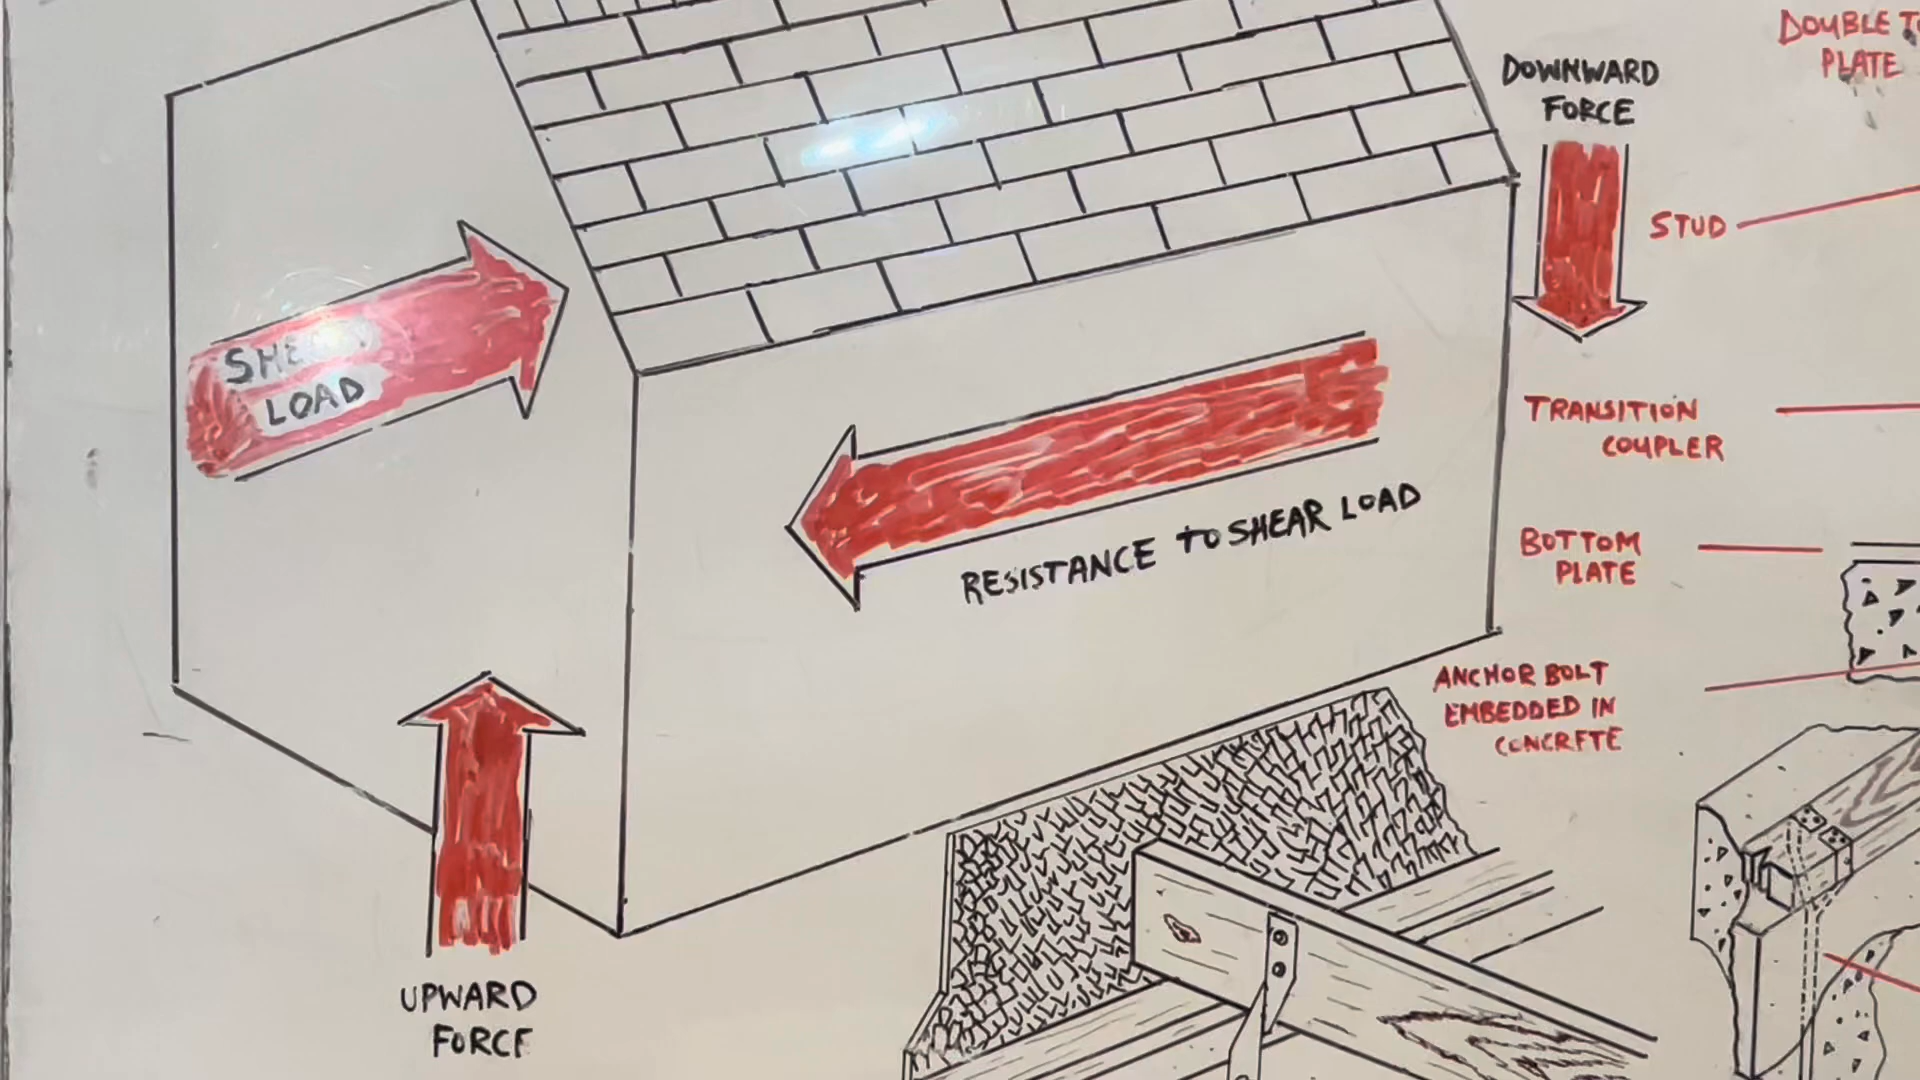 DOUBLE
PLATE
DOWNWARD
FORCE
STUD
LOAD
TRANSITION
COUPLER
RESISTANCE TO SHEAR LOAD
BOTTOM
PLATE
ANCHOR BOLT
EMBEDDED IN
CONCRETE
UPWARD
FORCE